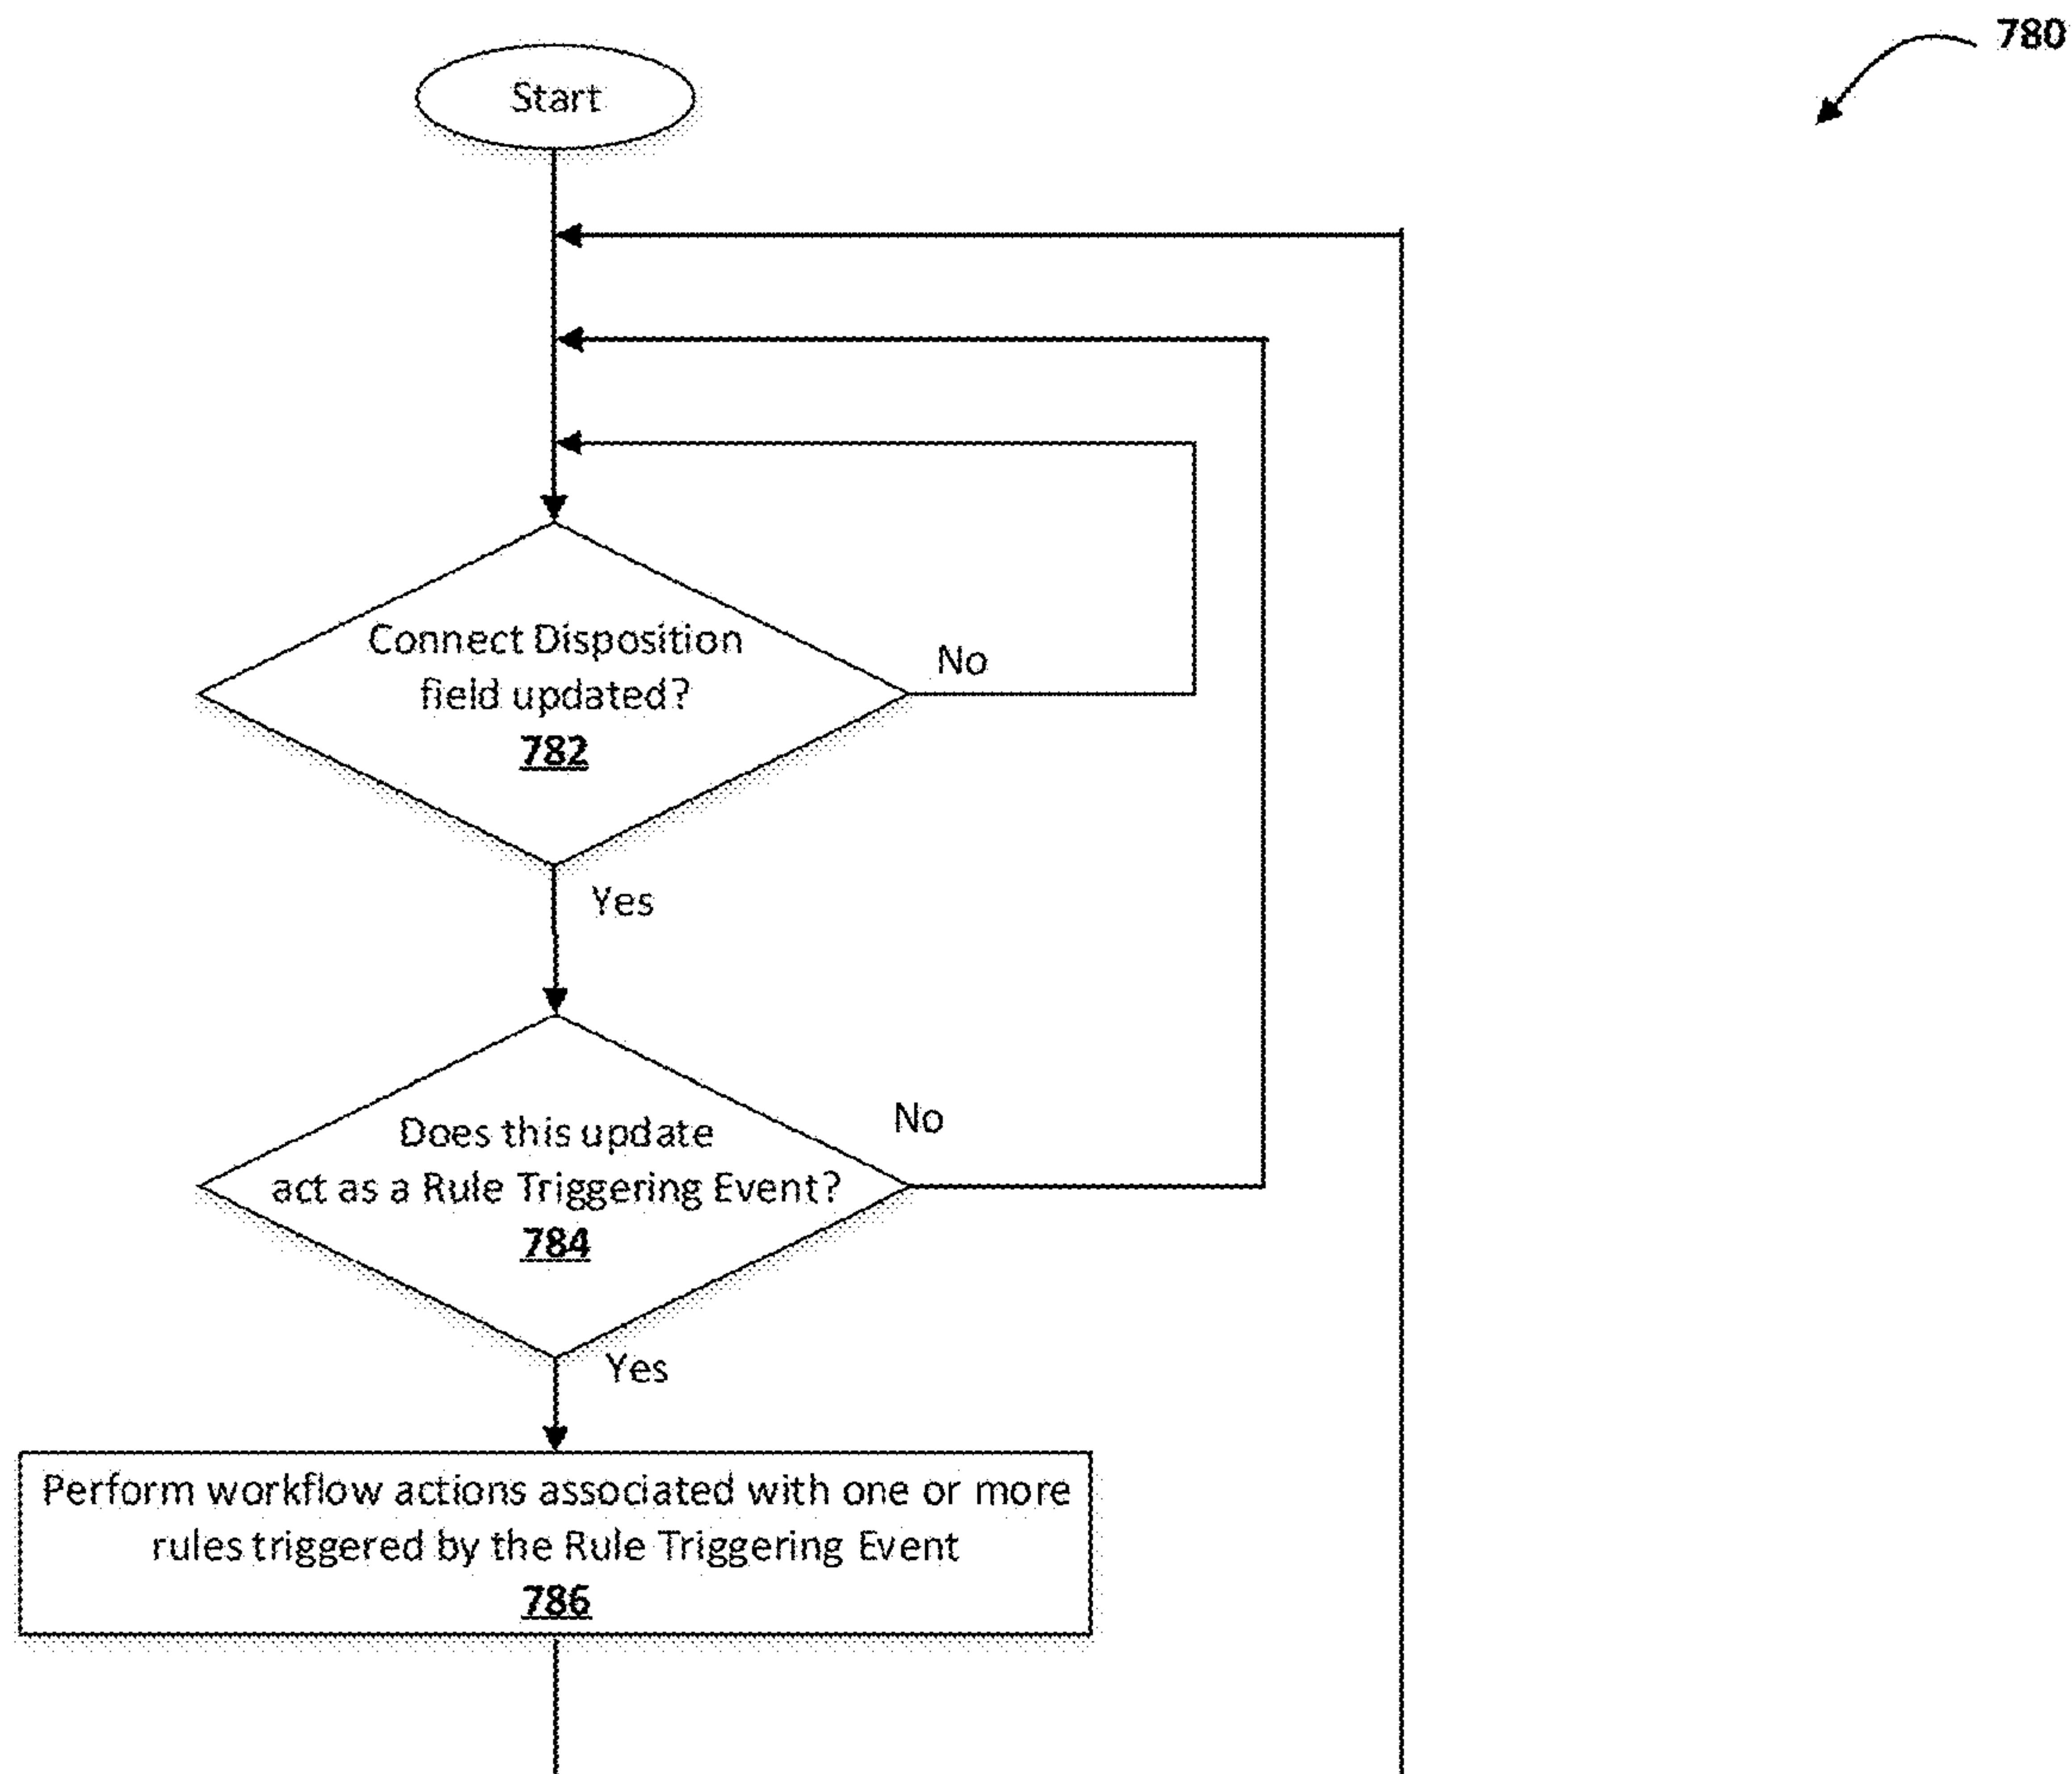 780
Start
Connect Disposition
field updated?
782
No
Yes
Does this update
act as a Rule Triggering Event?
784
No
Yes
Perform workflow actions associated with one or more
rules triggered by the Rule Triggering Event
786